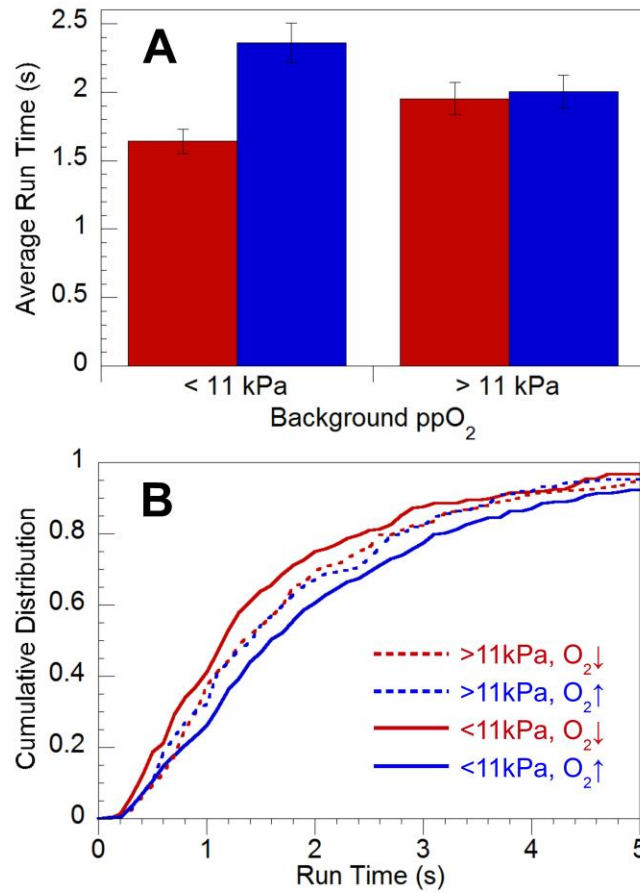 A
Average Run Time (s)
2.5
2
1.5
1
0.5
0
< 11 kPa
> 11 kPa
Background ppO₂
B
Cumulative Distribution
1
0.8
0.6
0.4
0.2
0
>11kPa, O₂↓
>11kPa, O₂↑
<11kPa, O₂↓
<11kPa, O₂↑
0 1 2 3 4 5
Run Time (s)